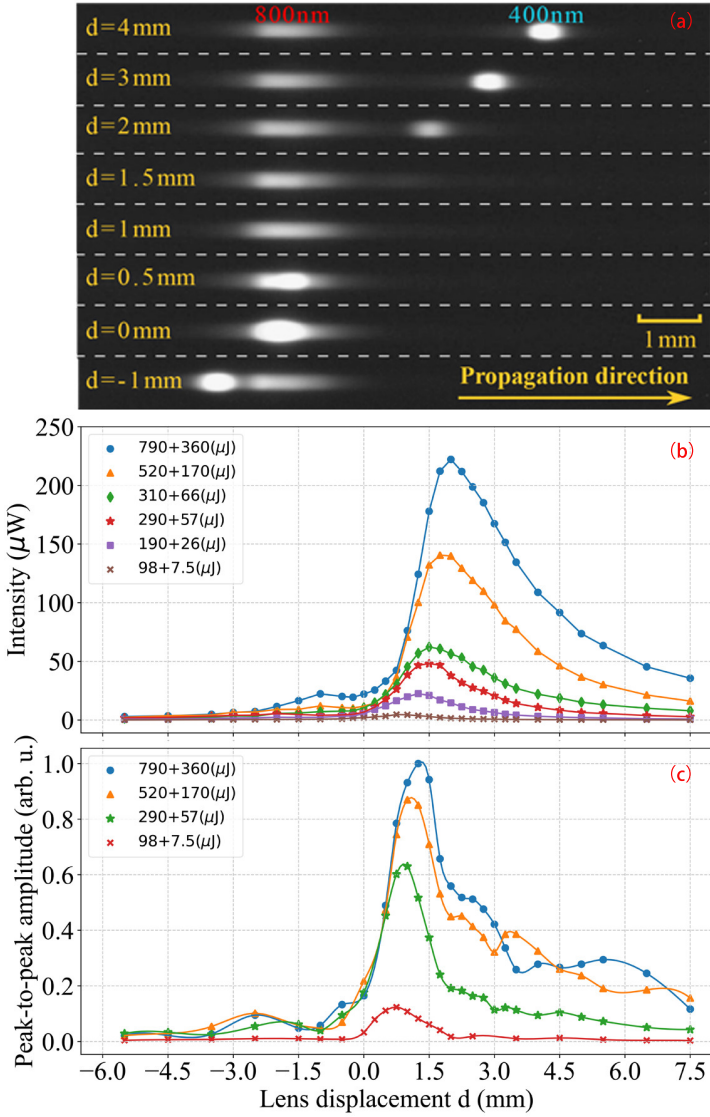 800nm 400nm (a)
d=4mm
d=3mm
d=2mm
d=1.5mm
d=1mm
d=0.5mm
d=0mm
1mm
d=-1mm
Propagation direction
(b)
Intensity (μW)
250
200
150
100
50
0
790+360(μJ)
520+170(μJ)
310+66(μJ)
290+57(μJ)
190+26(μJ)
98+7.5(μJ)
(c)
Peak-to-peak amplitude (arb. u.)
1.0
0.8
0.6
0.4
0.2
0.0
790+360(μJ)
520+170(μJ)
290+57(μJ)
98+7.5(μJ)
−6.0 −4.5 −3.0 −1.5 0.0 1.5 3.0 4.5 6.0 7.5
Lens displacement d (mm)